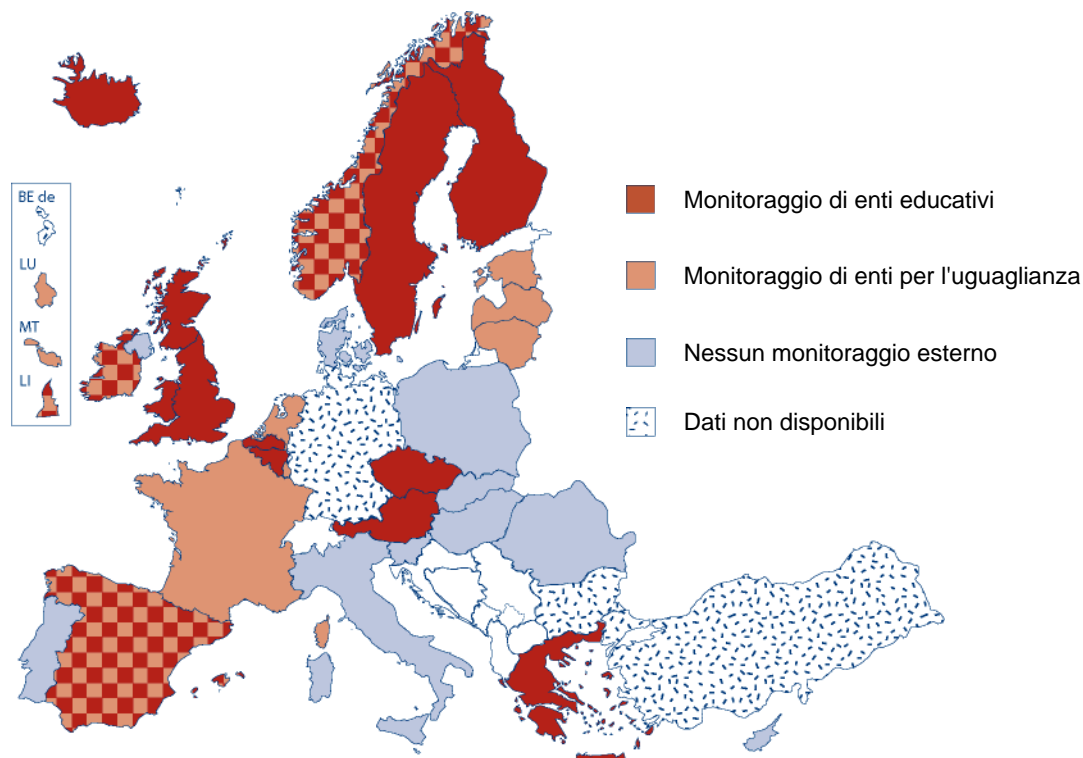 BE de
LU
MT
LI
Monitoraggio di enti educativi
Monitoraggio di enti per l'uguaglianza
Nessun monitoraggio esterno
Dati non disponibili